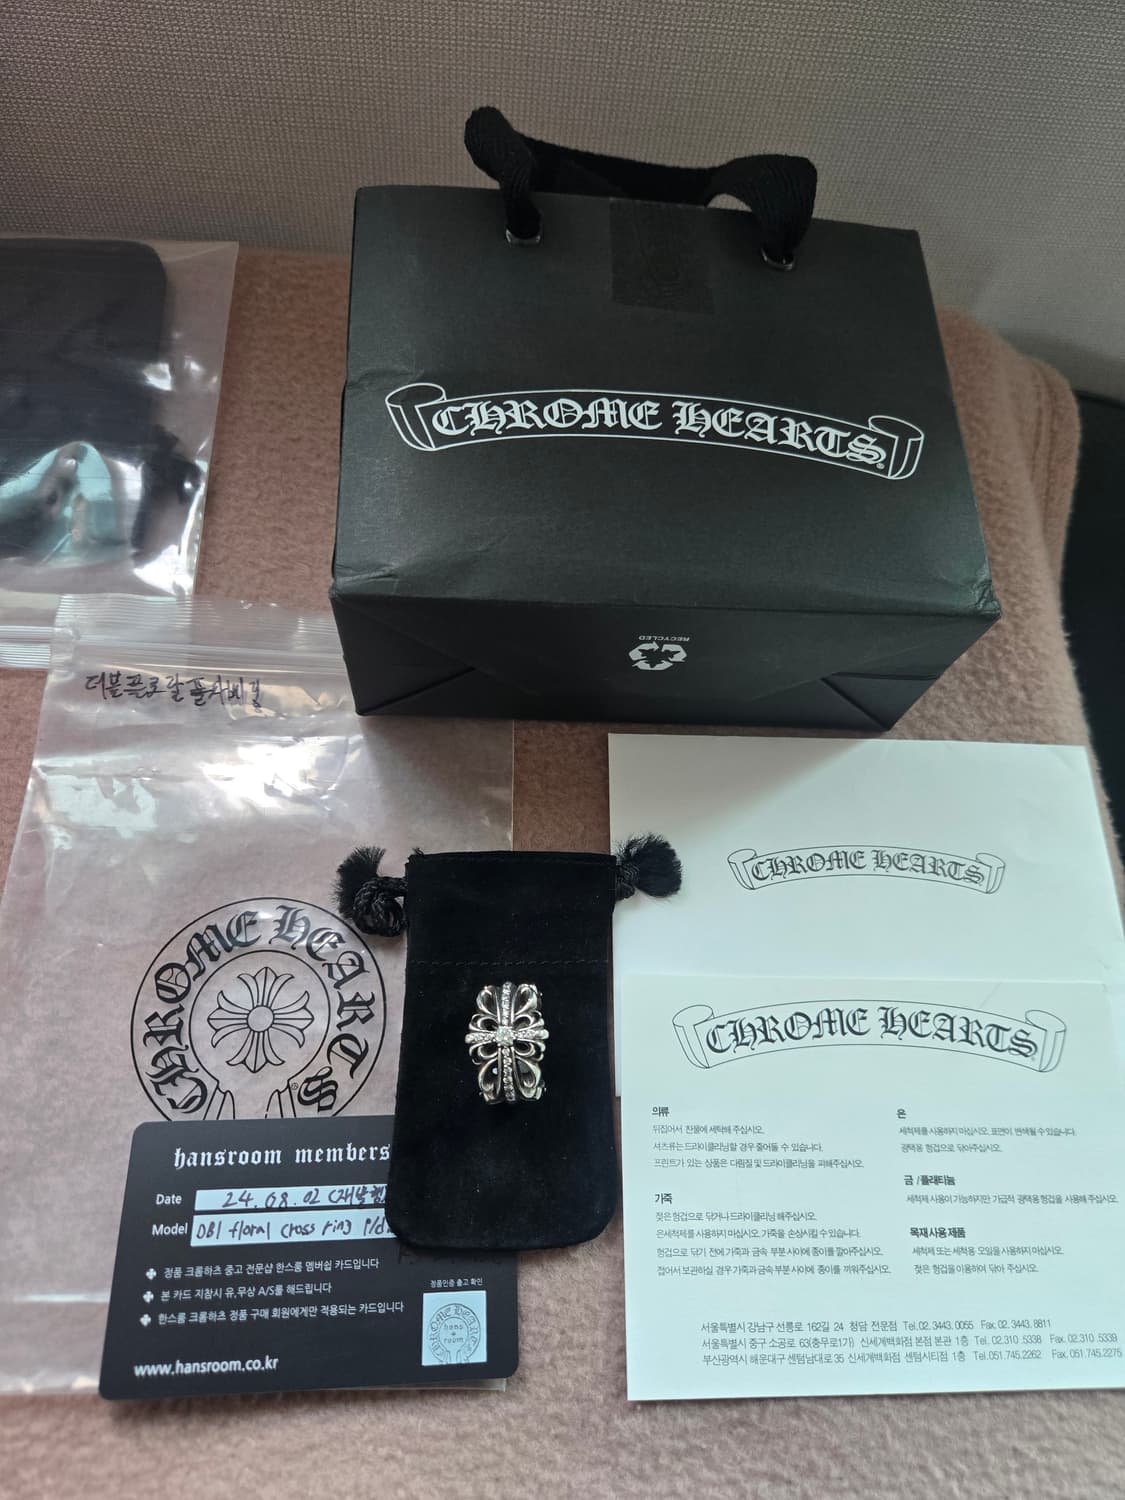 CHROME HEARTS
RECYCLED
더블플로랄풀사베킹
CHROME HEARTS
CHROME HEARTS
hansroom members
Date 24.08.02 (재발행
Model DBl floral cross ring P/d
정품 크롬하츠 중고 전문샵 한스룸 멤버쉽 카드입니다
본 카드 지참시 유,무상 A/S를 해드립니다
한스룸 크롬하츠 정품 구매 회원에게만 적용되는 카드입니다
www.hansroom.co.kr
정품인증 출고 확인
CHROME HEARTS
hans
room
CHROME HEARTS
의류
뒤집어서 찬물에 세탁해 주십시오.
셔츠류는 드라이클리닝할 경우 줄어들 수 있습니다.
프린트가 있는 상품은 다림질 및 드라이클리닝을 피해주십시오.
가죽
젖은 헝겊으로 닦거나 드라이클리닝 해주십시오.
은세척제를 사용하지 마십시오. 가죽을 손상시킬 수 있습니다.
헝겊으로 닦기 전에 가죽과 금속 부분 사이에 종이를 깔아주십시오.
접어서 보관하실 경우 가죽과 금속 부분 사이에 종이를 끼워주십시오.
은
세척제를 사용하지 마십시오. 표면이 변색될 수 있습니다.
광택용 헝겊으로 닦아주십시오.
금 / 플래티늄
세척제 사용이 가능하지만 가급적 광택용 헝겊을 사용해 주십시오.
목재 사용 제품
세척제 또는 세척용 오일을 사용하지 마십시오.
젖은 헝겊을 이용하여 닦아 주십시오.
서울특별시 강남구 선릉로 162길 24 청담 전문점 Tel. 02. 3443. 0055 Fax. 02. 3443. 8811
서울특별시 중구 소공로 63(충무로1가) 신세계백화점 본점 본관 1층 Tel. 02.310 .5338 Fax. 02.310 .5339
부산광역시 해운대구 센텀남대로 35 신세계백화점 센텀시티점 1층 Tel. 051.745.2262 Fax. 051.745.2275